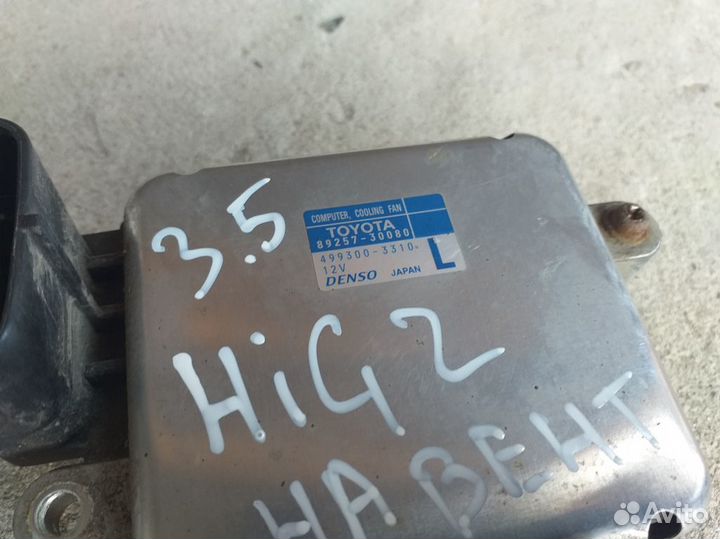 COMPUTER, COOLING FAN
TOYOTA
89257-30080
499300-3310
12V
DENSO JAPAN
L
3.5
HiG2
НА ВЕНТ
Avito